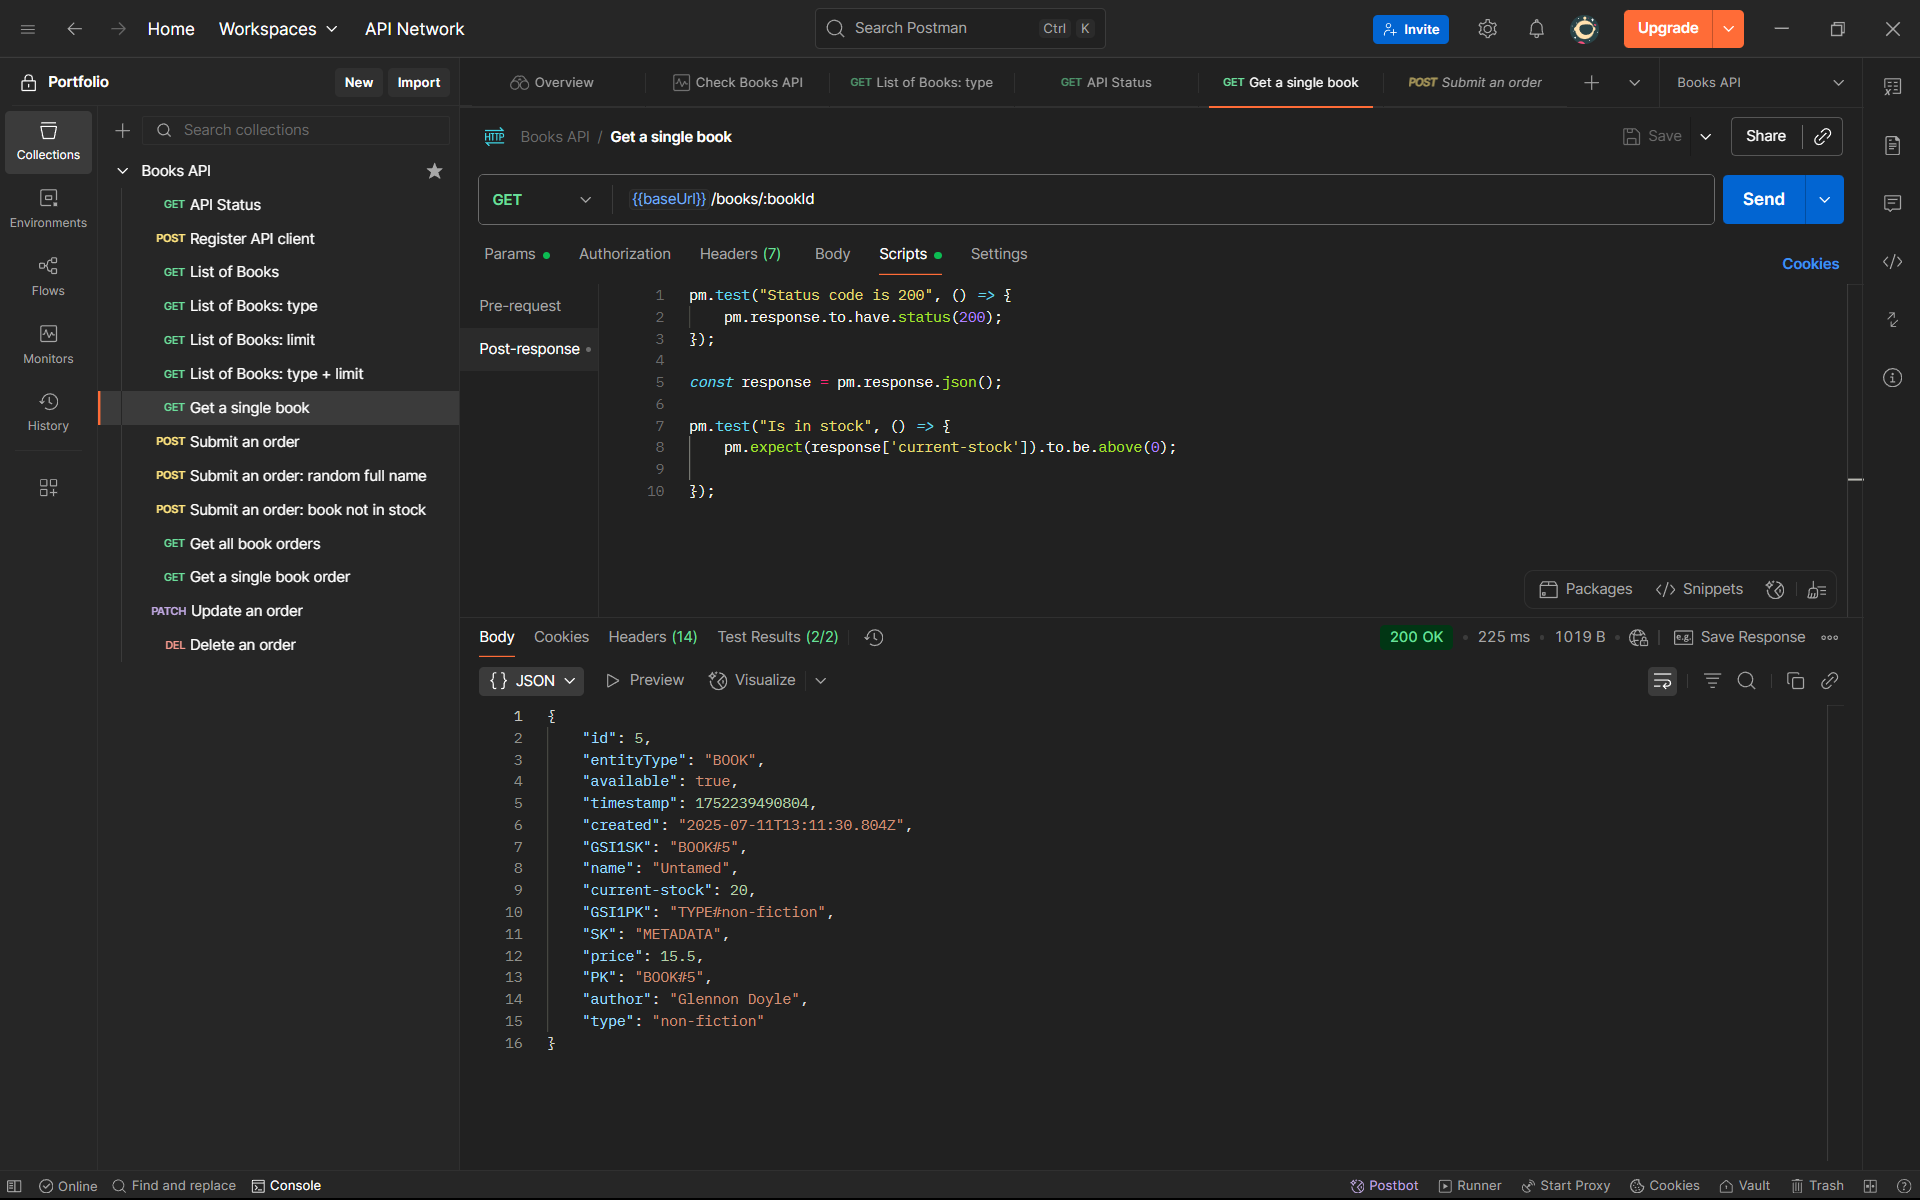 Home Workspaces API Network Search Postman Ctrl K Invite Upgrade
Portfolio New Import
Overview Check Books API GET List of Books: type GET API Status GET Get a single book POST Submit an order Books API
Collections
Environments
Flows
Monitors
History
Search collections
Books API
GET API Status
POST Register API client
GET List of Books
GET List of Books: type
GET List of Books: limit
GET List of Books: type + limit
GET Get a single book
POST Submit an order
POST Submit an order: random full name
POST Submit an order: book not in stock
GET Get all book orders
GET Get a single book order
PATCH Update an order
DEL Delete an order
HTTP Books API / Get a single book Save Share
GET {{baseUrl}} /books/:bookId Send
Params Authorization Headers (7) Body Scripts Settings Cookies
Pre-request
Post-response
1 pm.test("Status code is 200", () => {
2 pm.response.to.have.status(200);
3 });
4
5 const response = pm.response.json();
6
7 pm.test("Is in stock", () => {
8 pm.expect(response['current-stock']).to.be.above(0);
9
10 });
Packages </> Snippets
Body Cookies Headers (14) Test Results (2/2) 200 OK 225 ms 1019 B e.g. Save Response
{} JSON Preview Visualize
1 {
2 "id": 5,
3 "entityType": "BOOK",
4 "available": true,
5 "timestamp": 1752239490804,
6 "created": "2025-07-11T13:11:30.804Z",
7 "GSI1SK": "BOOK#5",
8 "name": "Untamed",
9 "current-stock": 20,
10 "GSI1PK": "TYPE#non-fiction",
11 "SK": "METADATA",
12 "price": 15.5,
13 "PK": "BOOK#5",
14 "author": "Glennon Doyle",
15 "type": "non-fiction"
16 }
Online Find and replace Console Postbot Runner Start Proxy Cookies Vault Trash